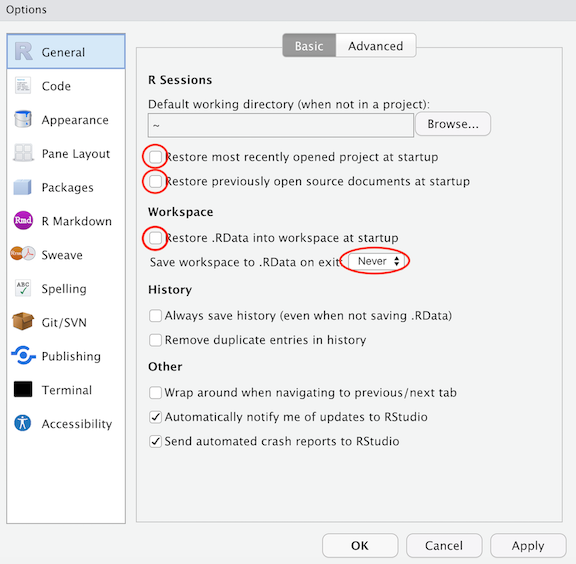 Options
R General
Code
Appearance
Pane Layout
Packages
Rmd R Markdown
Rnw Sweave
ABC Spelling
Git/SVN
Publishing
Terminal
Accessibility
Basic Advanced
R Sessions
Default working directory (when not in a project):
~ Browse...
Restore most recently opened project at startup
Restore previously open source documents at startup
Workspace
Restore .RData into workspace at startup
Save workspace to .RData on exit: Never
History
Always save history (even when not saving .RData)
Remove duplicate entries in history
Other
Wrap around when navigating to previous/next tab
Automatically notify me of updates to RStudio
Send automated crash reports to RStudio
OK Cancel Apply